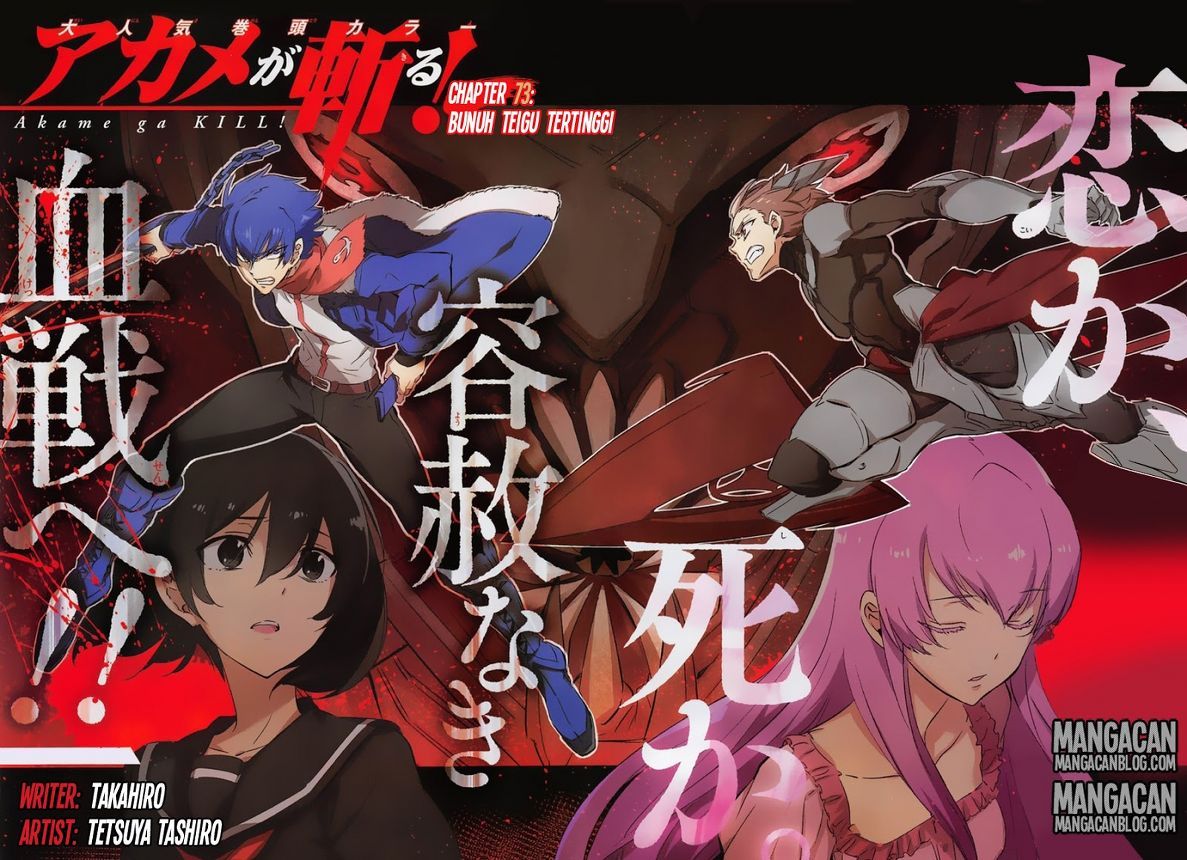 大人気巻頭カラー
アカメが斬る!
Akame ga KILL!
CHAPTER 73:
BUNUH TEIGU TERTINGGI
恋か、
死か。
容赦なき
血戦へ!!
WRITER: TAKAHIRO
ARTIST: TETSUYA TASHIRO
MANGACAN
MANGACANBLOG.COM
MANGACAN
MANGACANBLOG.COM